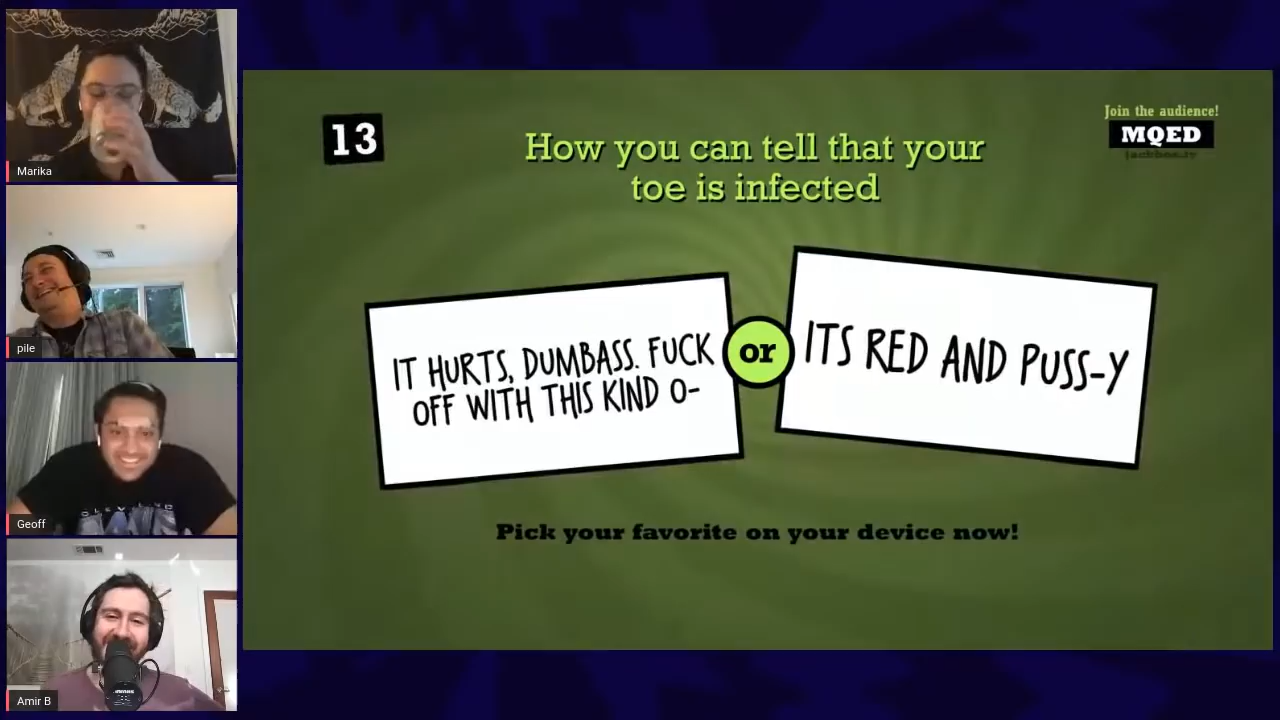 Marika
pile
Geoff
Amir B
13
How you can tell that your
toe is infected
Join the audience!
MQED
jackbox.tv
IT HURTS, DUMBASS. FUCK
OFF WITH THIS KIND O-
or
ITS RED AND PUSS-Y
Pick your favorite on your device now!